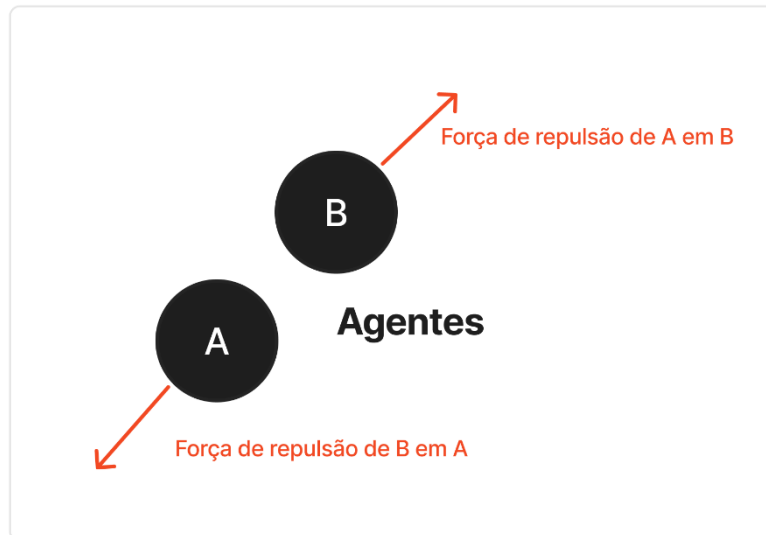 Força de repulsão de A em B
B
Agentes
A
Força de repulsão de B em A